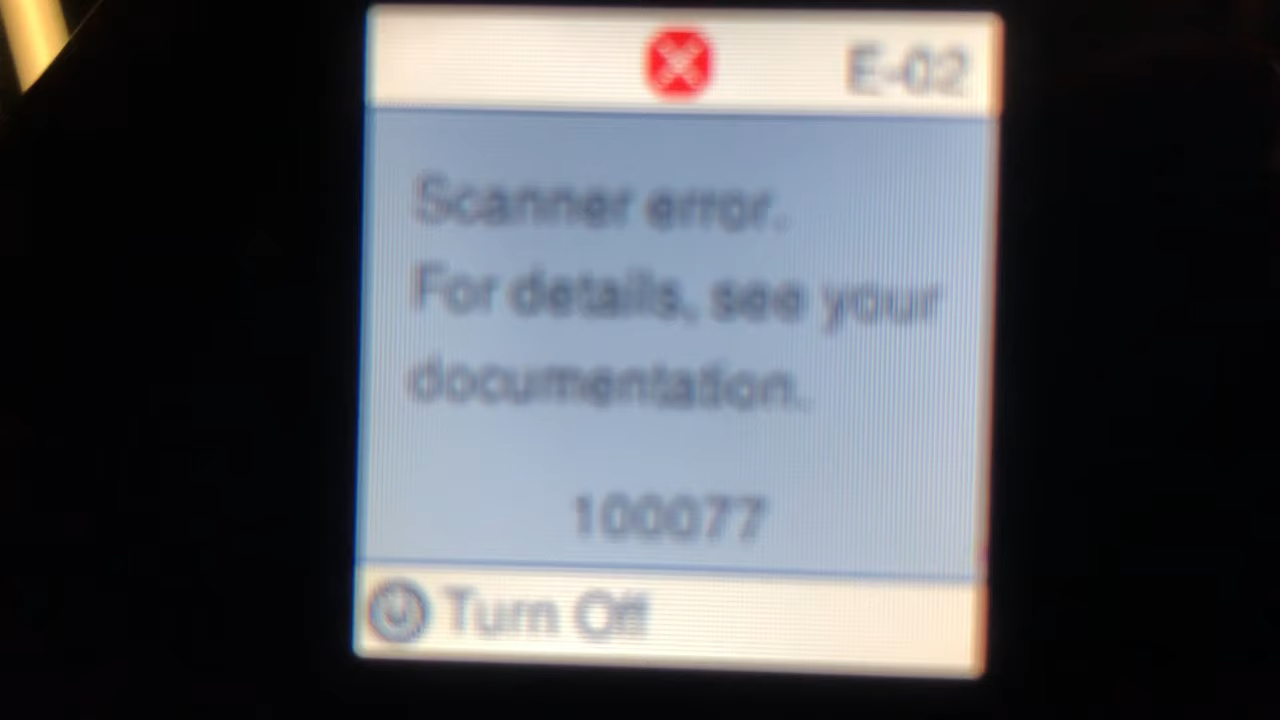 E-02
Scanner error.
For details, see your
documentation.
100077
Turn Off